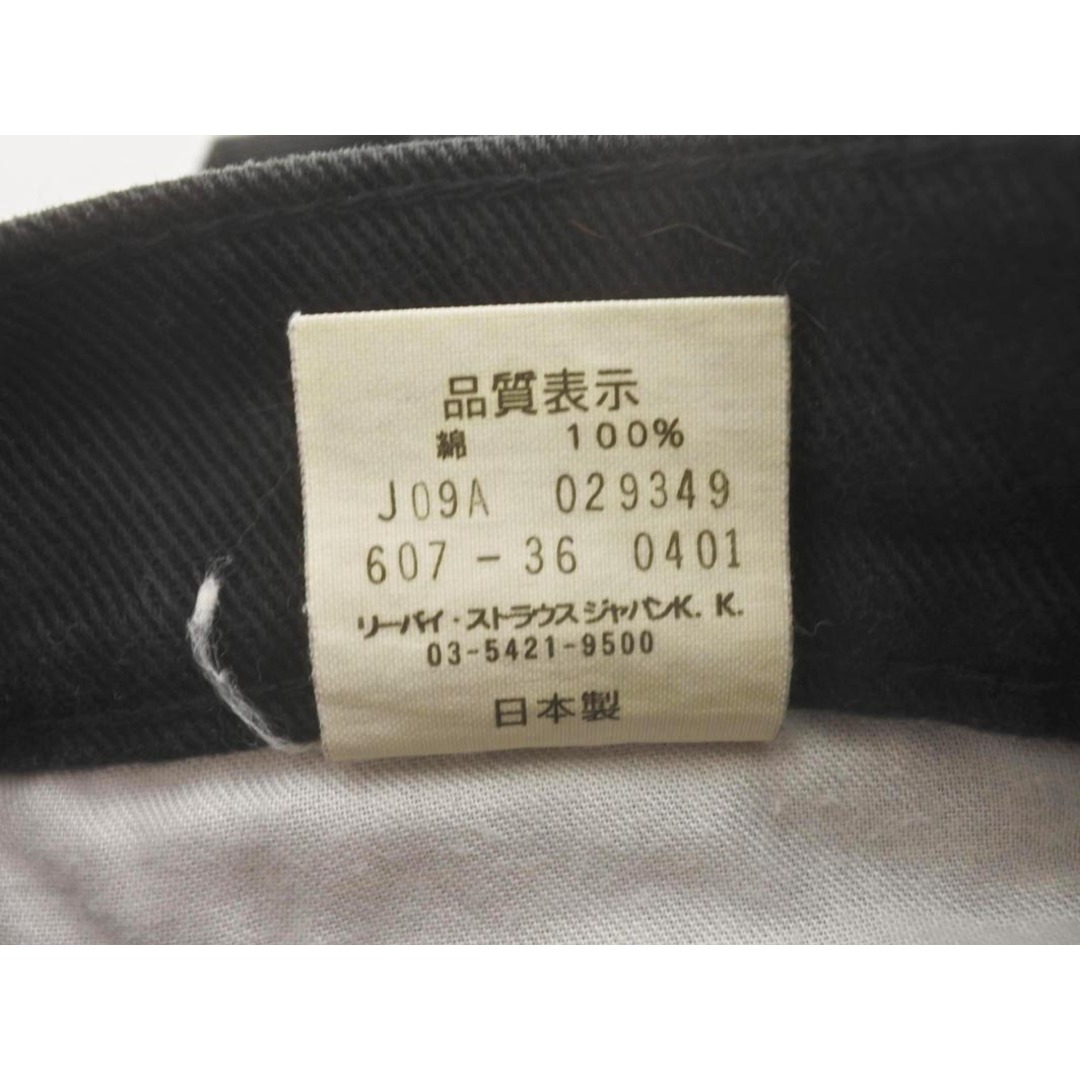 品質表示
綿 100%
J09A 029349
607-36 0401
リーバイ・ストラウスジャパンK.K.
03-5421-9500
日本製